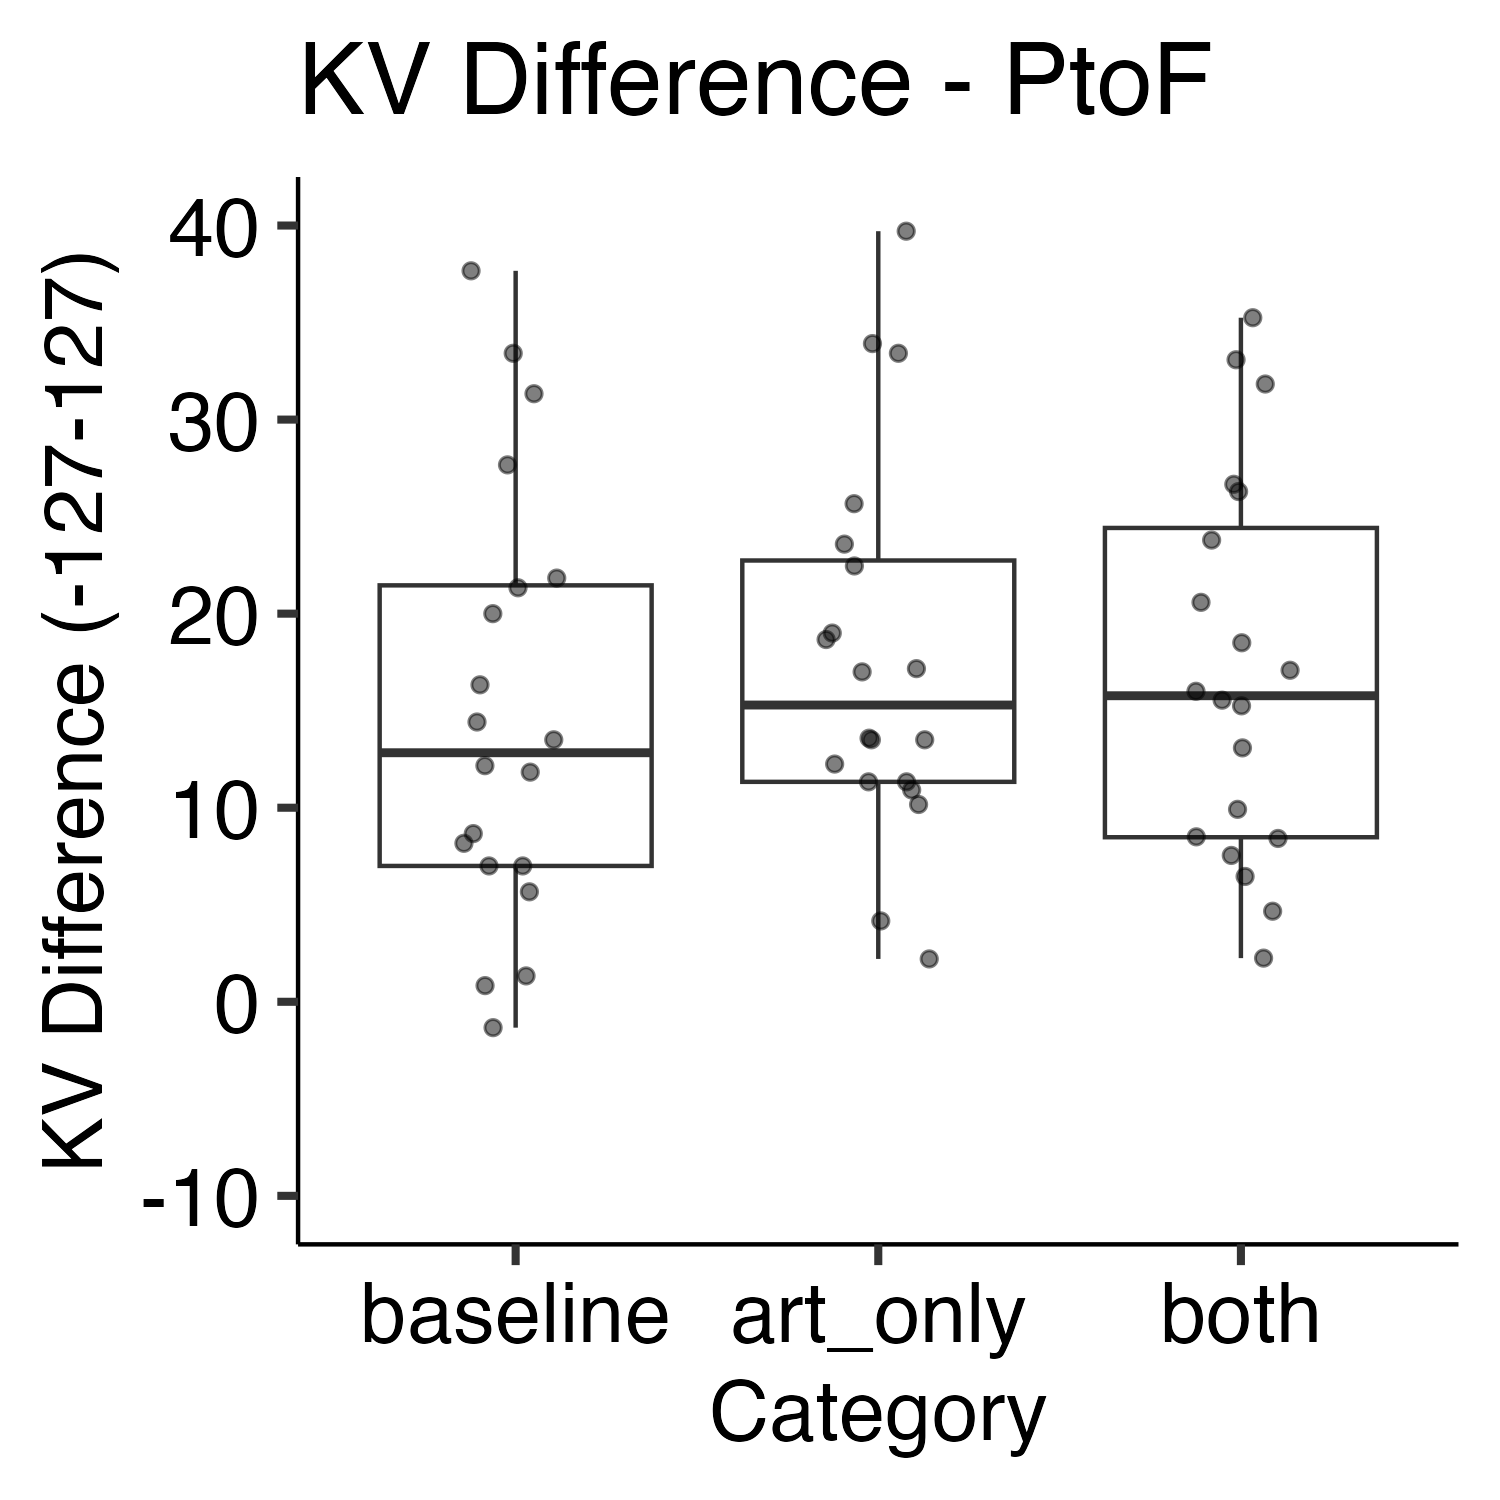 KV Difference - PtoF
KV Difference (-127-127)
40
30
20
10
0
-10
baseline art_only both
Category